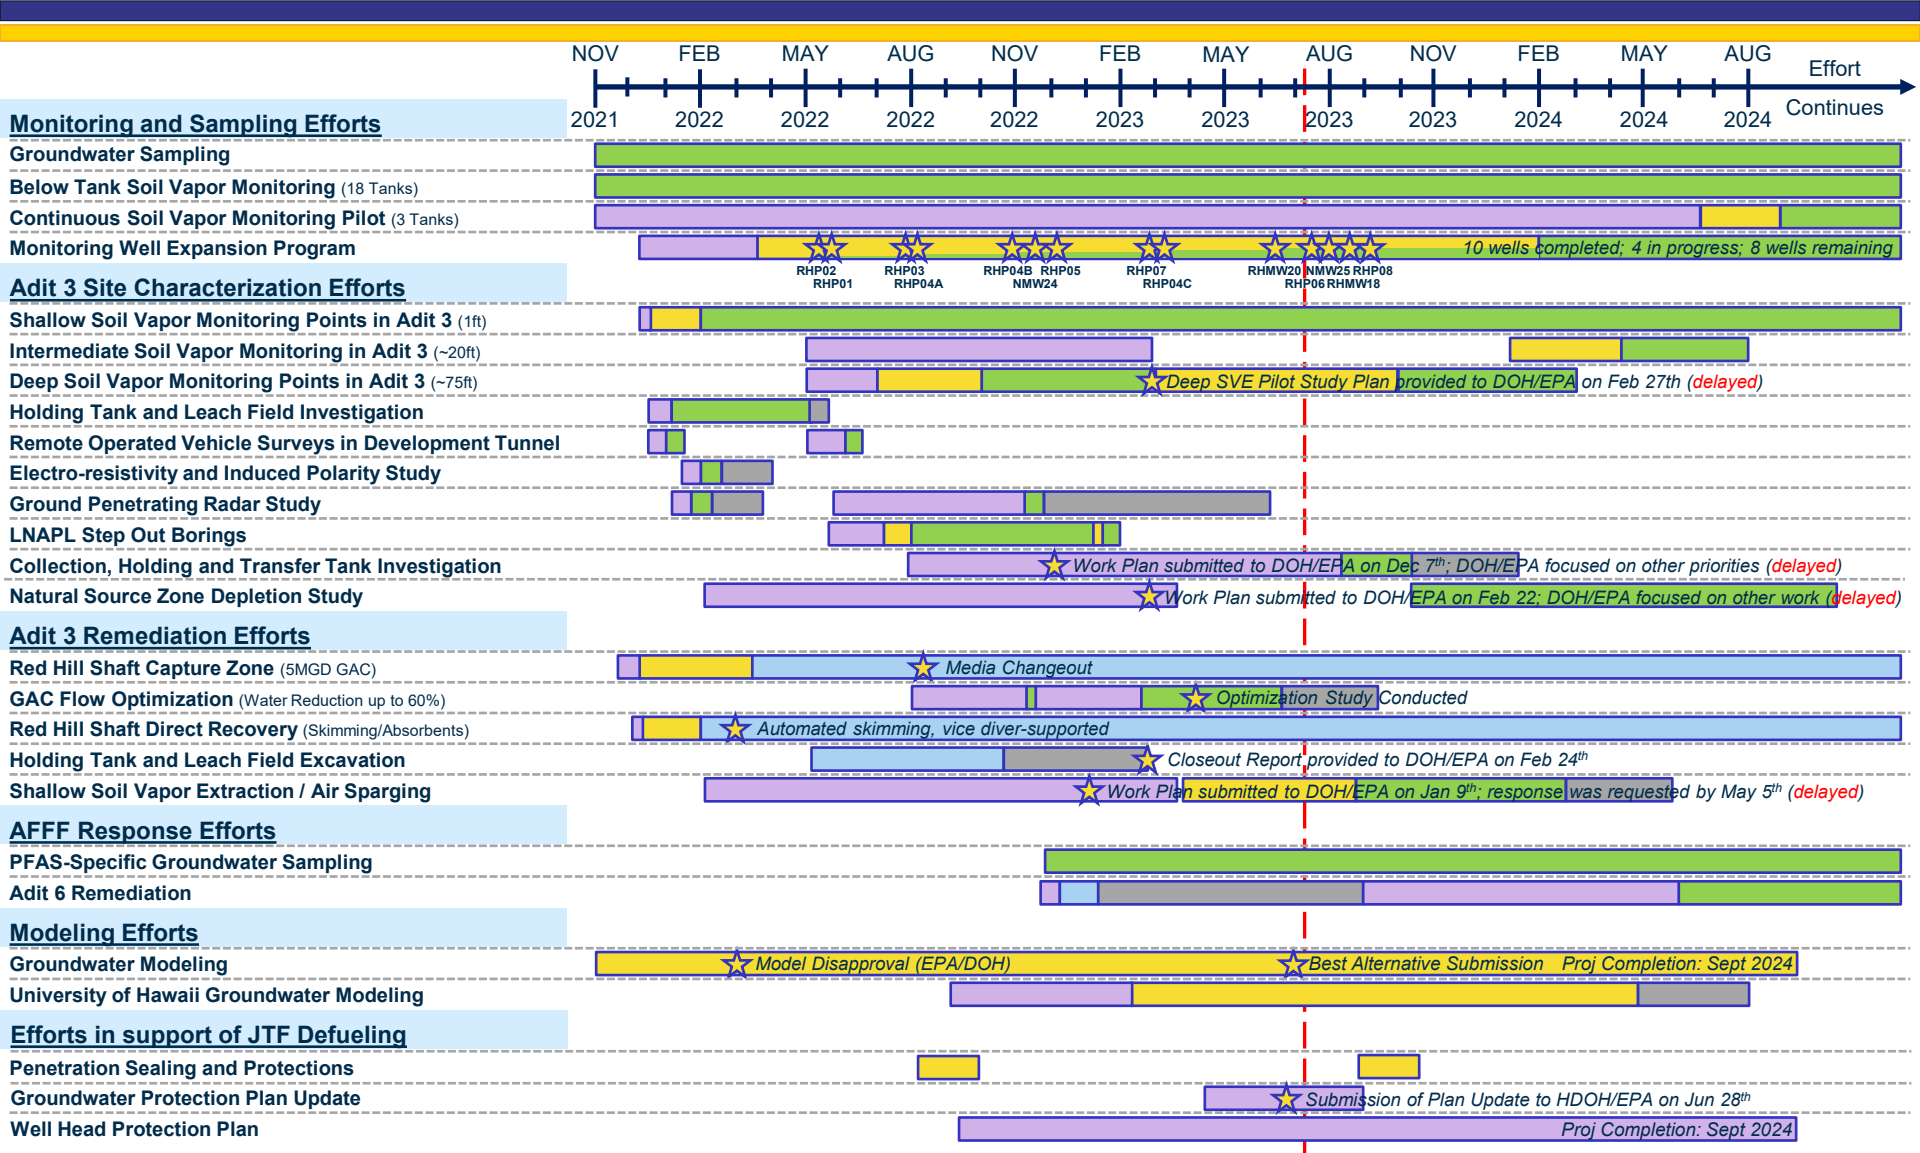 NOV FEB MAY AUG NOV FEB MAY AUG NOV FEB MAY AUG
Effort
Continues
2021 2022 2022 2022 2022 2023 2023 2023 2023 2024 2024 2024
Monitoring and Sampling Efforts
Groundwater Sampling
Below Tank Soil Vapor Monitoring (18 Tanks)
Continuous Soil Vapor Monitoring Pilot (3 Tanks)
Monitoring Well Expansion Program
10 wells completed; 4 in progress; 8 wells remaining
RHP02 RHP03 RHP04B RHP05 RHP07 RHMW20 NMW25 RHP08
RHP01 RHP04A NMW24 RHP04C RHP06 RHMW18
Adit 3 Site Characterization Efforts
Shallow Soil Vapor Monitoring Points in Adit 3 (1ft)
Intermediate Soil Vapor Monitoring in Adit 3 (~20ft)
Deep Soil Vapor Monitoring Points in Adit 3 (~75ft)
Deep SVE Pilot Study Plan provided to DOH/EPA on Feb 27th (delayed)
Holding Tank and Leach Field Investigation
Remote Operated Vehicle Surveys in Development Tunnel
Electro-resistivity and Induced Polarity Study
Ground Penetrating Radar Study
LNAPL Step Out Borings
Collection, Holding and Transfer Tank Investigation
Work Plan submitted to DOH/EPA on Dec 7th; DOH/EPA focused on other priorities (delayed)
Natural Source Zone Depletion Study
Work Plan submitted to DOH/EPA on Feb 22; DOH/EPA focused on other work (delayed)
Adit 3 Remediation Efforts
Red Hill Shaft Capture Zone (5MGD GAC)
Media Changeout
GAC Flow Optimization (Water Reduction up to 60%)
Optimization Study Conducted
Red Hill Shaft Direct Recovery (Skimming/Absorbents)
Automated skimming, vice diver-supported
Holding Tank and Leach Field Excavation
Closeout Report provided to DOH/EPA on Feb 24th
Shallow Soil Vapor Extraction / Air Sparging
Work Plan submitted to DOH/EPA on Jan 9th; response was requested by May 5th (delayed)
AFFF Response Efforts
PFAS-Specific Groundwater Sampling
Adit 6 Remediation
Modeling Efforts
Groundwater Modeling
Model Disapproval (EPA/DOH)
Best Alternative Submission
Proj Completion: Sept 2024
University of Hawaii Groundwater Modeling
Efforts in support of JTF Defueling
Penetration Sealing and Protections
Groundwater Protection Plan Update
Submission of Plan Update to HDOH/EPA on Jun 28th
Well Head Protection Plan
Proj Completion: Sept 2024